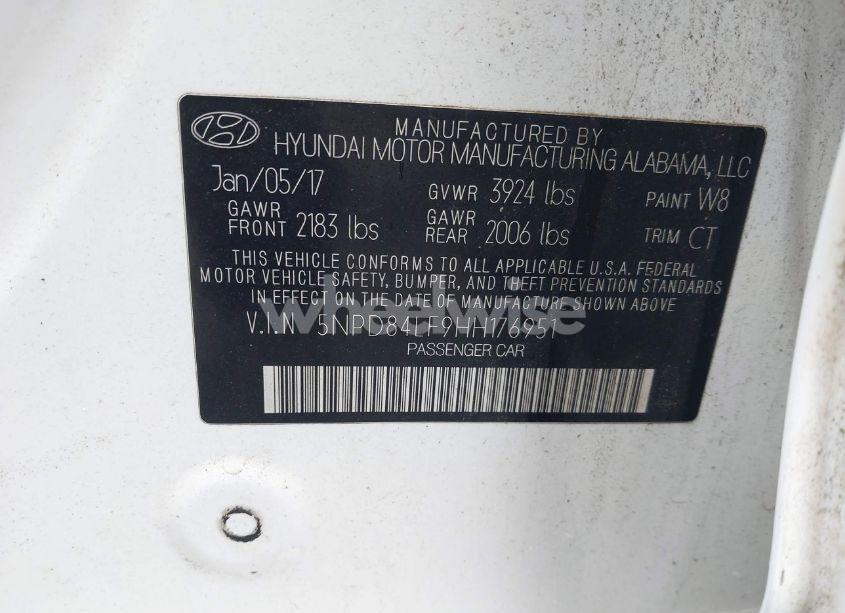 MANUFACTURED BY
HYUNDAI MOTOR MANUFACTURING ALABAMA, LLC
Jan/05/17 GVWR 3924 lbs PAINT W8
GAWR FRONT 2183 lbs GAWR REAR 2006 lbs TRIM CT
THIS VEHICLE CONFORMS TO ALL APPLICABLE U.S.A. FEDERAL
MOTOR VEHICLE SAFETY, BUMPER, AND THEFT PREVENTION STANDARDS
IN EFFECT ON THE DATE OF MANUFACTURE SHOWN ABOVE
V.I.N
PASSENGER CAR
wheelwise